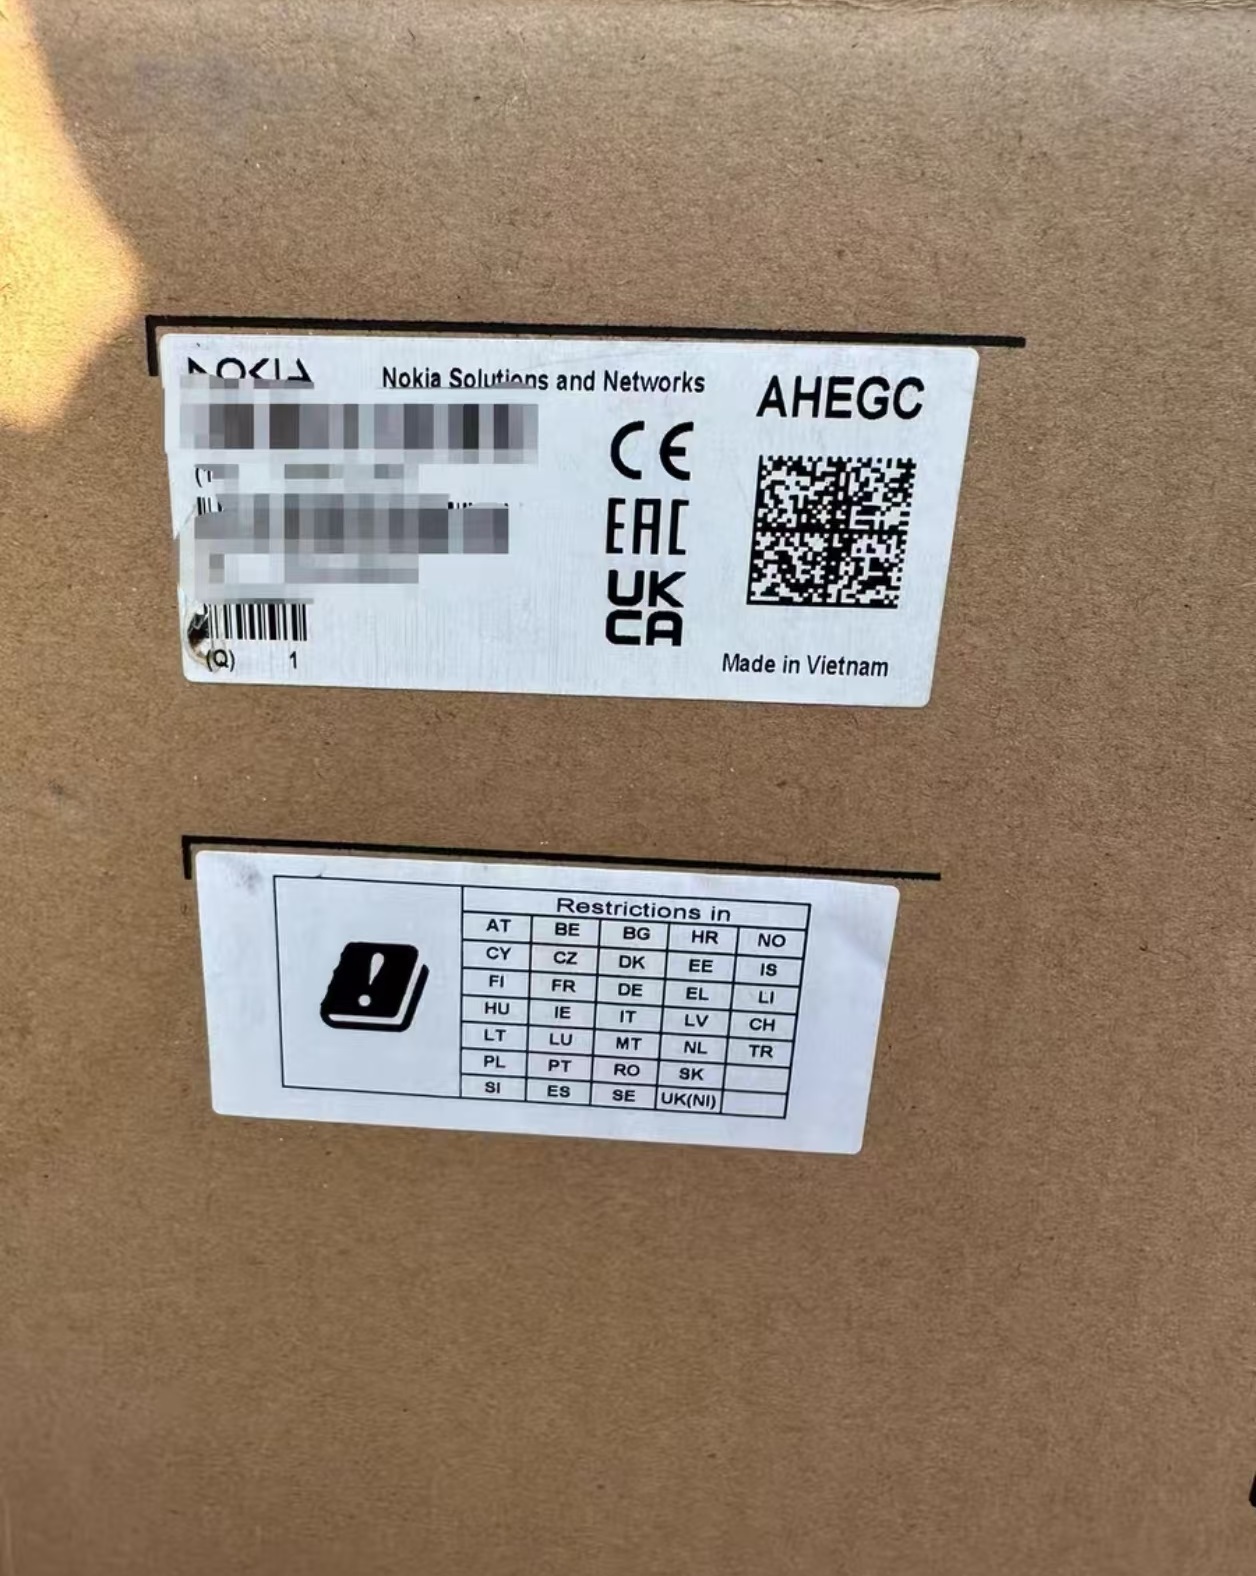 NOKIA Nokia Solutions and Networks AHEGC
CE
EAC
UK
CA
(Q) 1
Made in Vietnam
Restrictions in
AT BE BG HR NO
CY CZ DK EE IS
FI FR DE EL LI
HU IE IT LV CH
LT LU MT NL TR
PL PT RO SK
SI ES SE UK(NI)